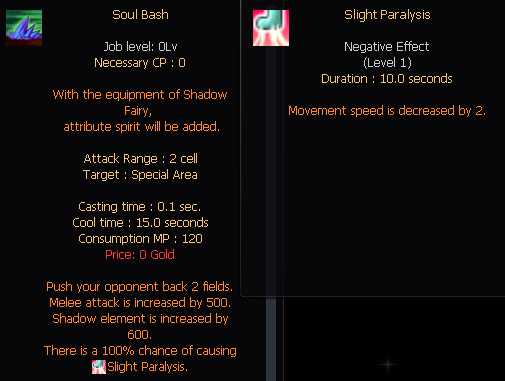 Soul Bash
Job level: 0Lv
Necessary CP : 0
With the equipment of Shadow
Fairy,
attribute spirit will be added.
Attack Range : 2 cell
Target : Special Area
Casting time : 0.1 sec.
Cool time : 15.0 seconds
Consumption MP : 120
Price: 0 Gold
Push your opponent back 2 fields.
Melee attack is increased by 500.
Shadow element is increased by
600.
There is a 100% chance of causing
Slight Paralysis.
Slight Paralysis
Negative Effect
(Level 1)
Duration : 10.0 seconds
Movement speed is decreased by 2.